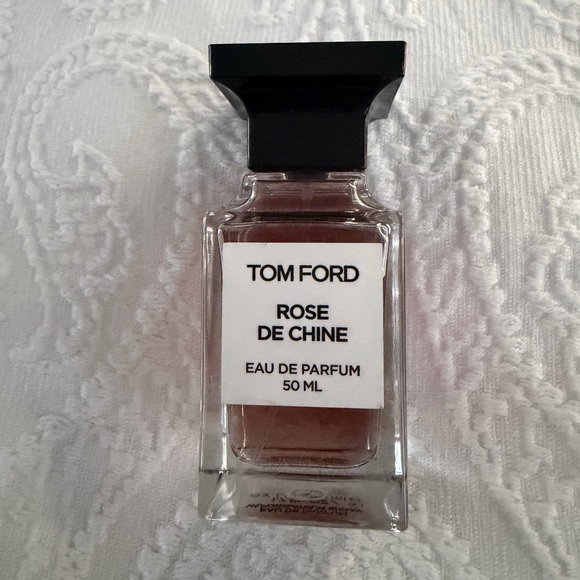 TOM FORD
ROSE
DE CHINE
EAU DE PARFUM
50 ML